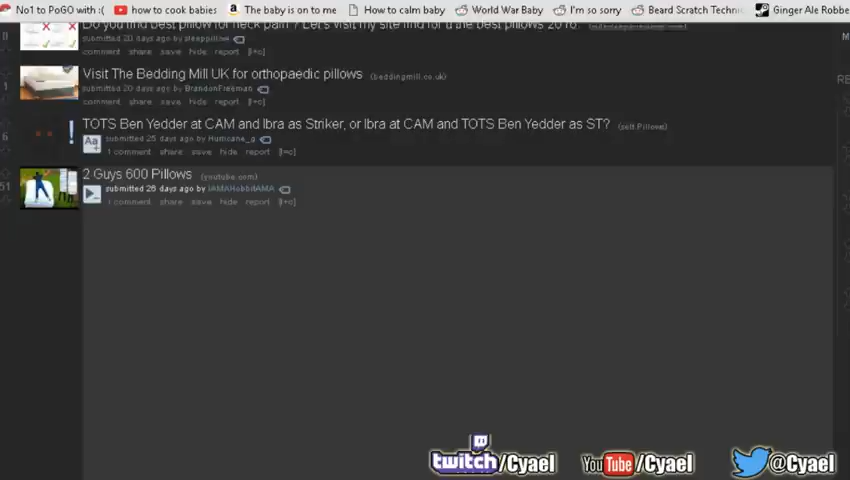 No1 to PoGO with :( how to cook babies The baby is on to me How to calm baby World War Baby I'm so sorry Beard Scratch Techni Ginger Ale Robbe
Do you find best pillow for neck pain ? Let's visit my site find for u the best pillows 2016.
submitted 20 days ago by sleeppillow
comment share save hide report [l+c]
1
Visit The Bedding Mill UK for orthopaedic pillows (beddingmill.co.uk)
submitted 20 days ago by BrandonFreeman
comment share save hide report [l+c]
6
TOTS Ben Yedder at CAM and Ibra as Striker, or Ibra at CAM and TOTS Ben Yedder as ST? (self.Pillows)
Aa
submitted 25 days ago by Hurricane_g
1 comment share save hide report [l+c]
51
2 Guys 600 Pillows (youtube.com)
submitted 26 days ago by IAMAHobbitAMA
1 comment share save hide report [l+c]
twitch/Cyael YouTube/Cyael @Cyael